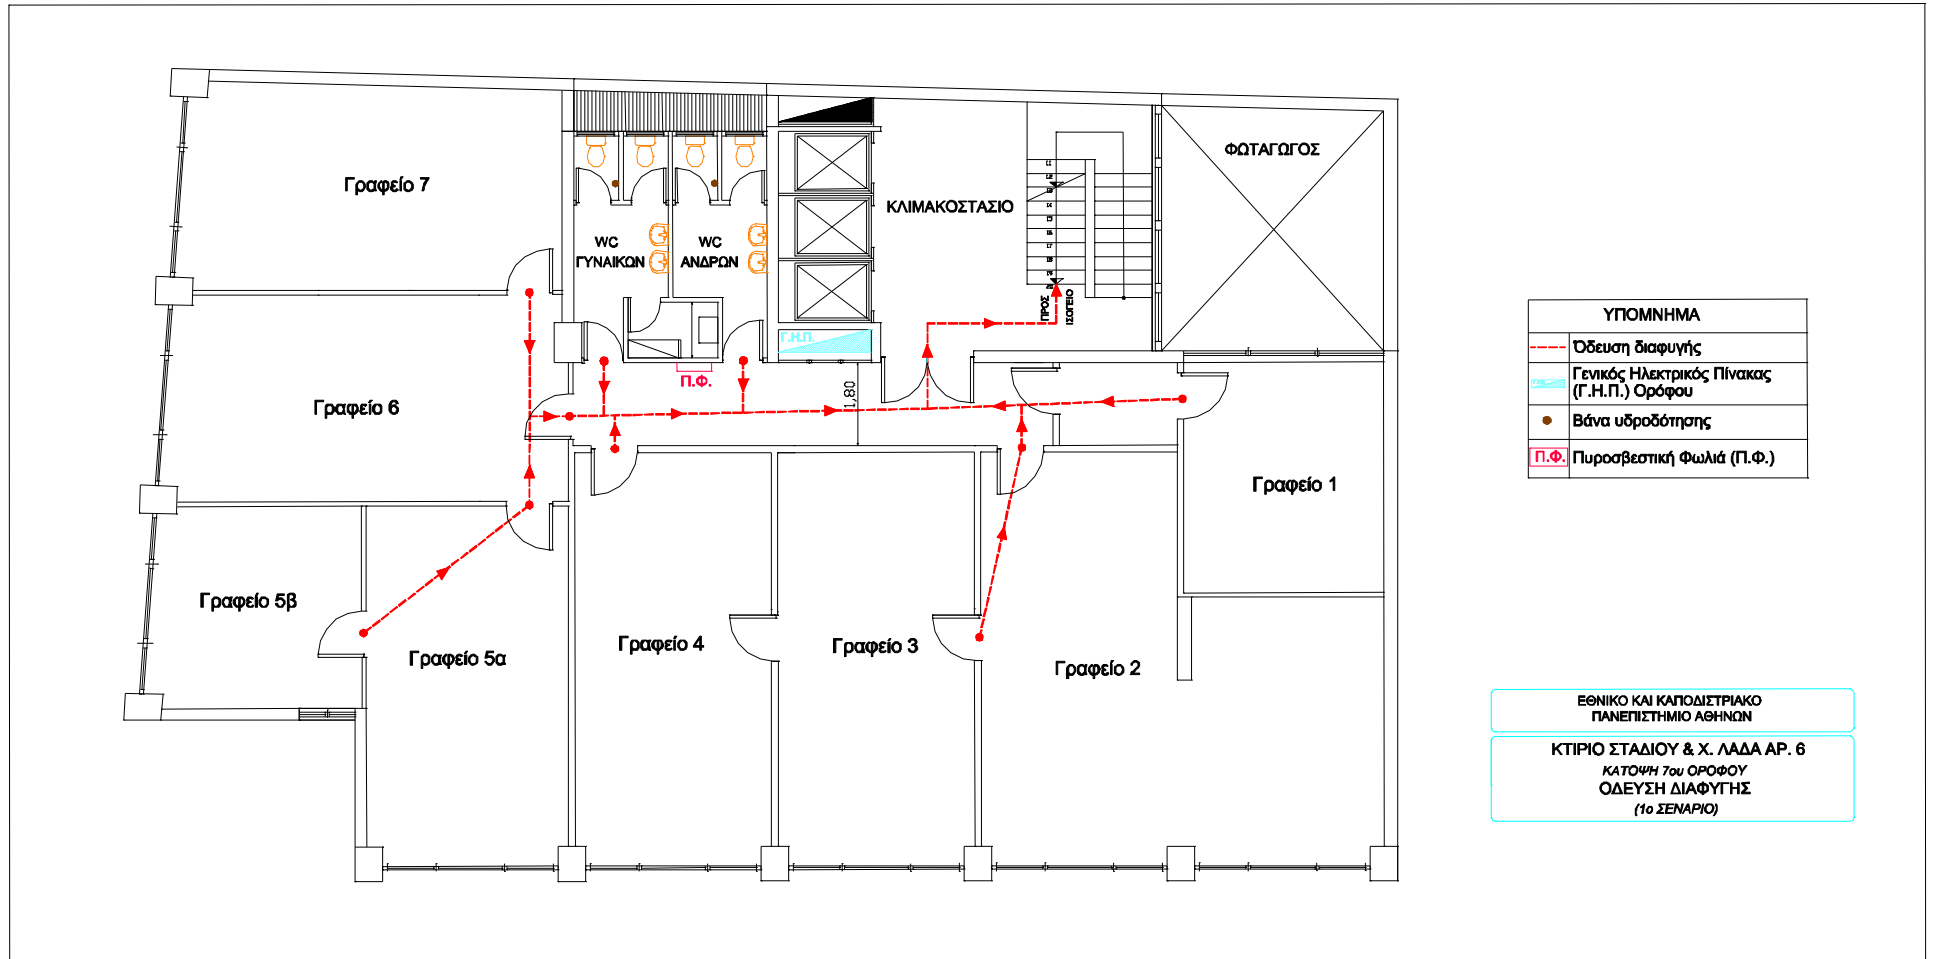 Γραφείο 7
WC
ΓΥΝΑΙΚΩΝ
WC
ΑΝΔΡΩΝ
ΚΛΙΜΑΚΟΣΤΑΣΙΟ
ΦΩΤΑΓΩΓΟΣ
ΠΡΟΣ
ΙΣΟΓΕΙΟ
Γ.Η.Π.
Π.Φ.
1,80
Γραφείο 6
Γραφείο 5β
Γραφείο 5α
Γραφείο 4
Γραφείο 3
Γραφείο 2
Γραφείο 1
ΥΠΟΜΝΗΜΑ
Όδευση διαφυγής
Γενικός Ηλεκτρικός Πίνακας
(Γ.Η.Π.) Ορόφου
Βάνα υδροδότησης
Π.Φ. Πυροσβεστική Φωλιά (Π.Φ.)
ΕΘΝΙΚΟ ΚΑΙ ΚΑΠΟΔΙΣΤΡΙΑΚΟ
ΠΑΝΕΠΙΣΤΗΜΙΟ ΑΘΗΝΩΝ
ΚΤΙΡΙΟ ΣΤΑΔΙΟΥ & Χ. ΛΑΔΑ ΑΡ. 6
ΚΑΤΟΨΗ 7ου ΟΡΟΦΟΥ
ΟΔΕΥΣΗ ΔΙΑΦΥΓΗΣ
(1ο ΣΕΝΑΡΙΟ)